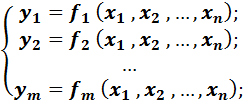 y₁ = f₁ (x₁ , x₂ , ..., xₙ);
y₂ = f₂ (x₁ , x₂ , ..., xₙ);
...
yₘ = fₘ (x₁ , x₂ , ..., xₙ);